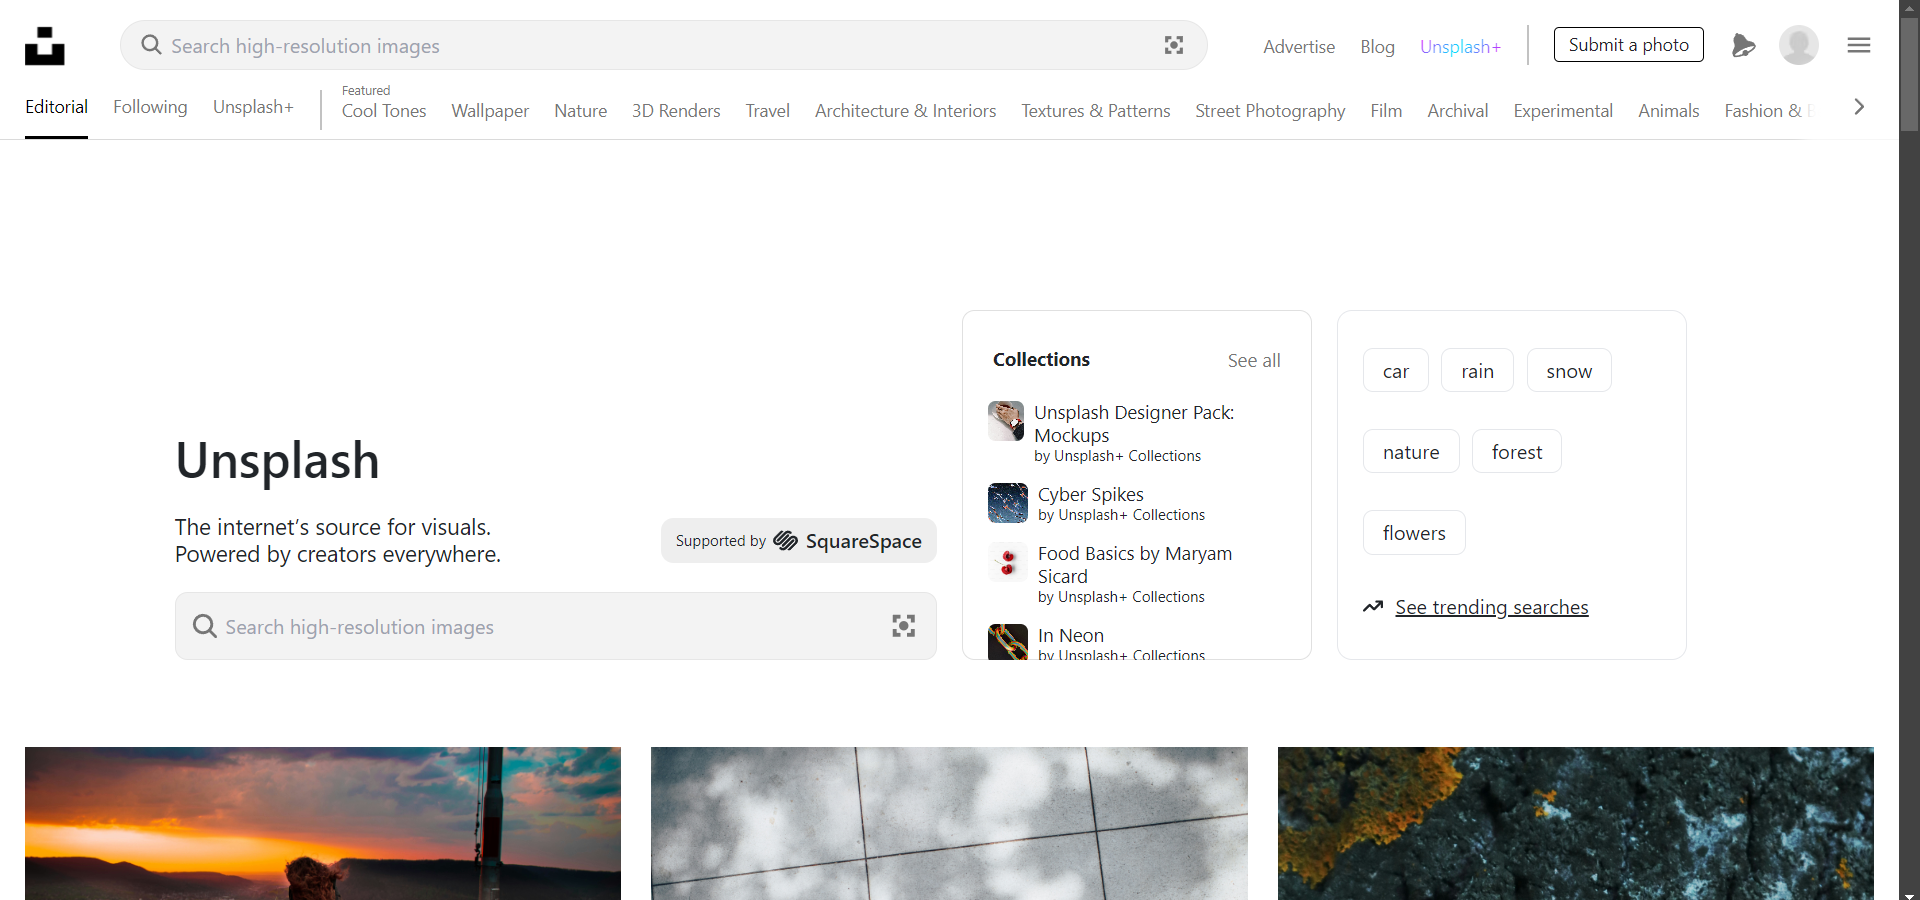 Search high-resolution images
Advertise
Blog
Unsplash+
Submit a photo
Editorial
Following
Unsplash+
Featured
Cool Tones
Wallpaper
Nature
3D Renders
Travel
Architecture & Interiors
Textures & Patterns
Street Photography
Film
Archival
Experimental
Animals
Fashion &
Unsplash
The internet’s source for visuals.
Powered by creators everywhere.
Supported by SquareSpace
Search high-resolution images
Collections
See all
Unsplash Designer Pack:
Mockups
by Unsplash+ Collections
Cyber Spikes
by Unsplash+ Collections
Food Basics by Maryam
Sicard
by Unsplash+ Collections
In Neon
by Unsplash+ Collections
car
rain
snow
nature
forest
flowers
See trending searches